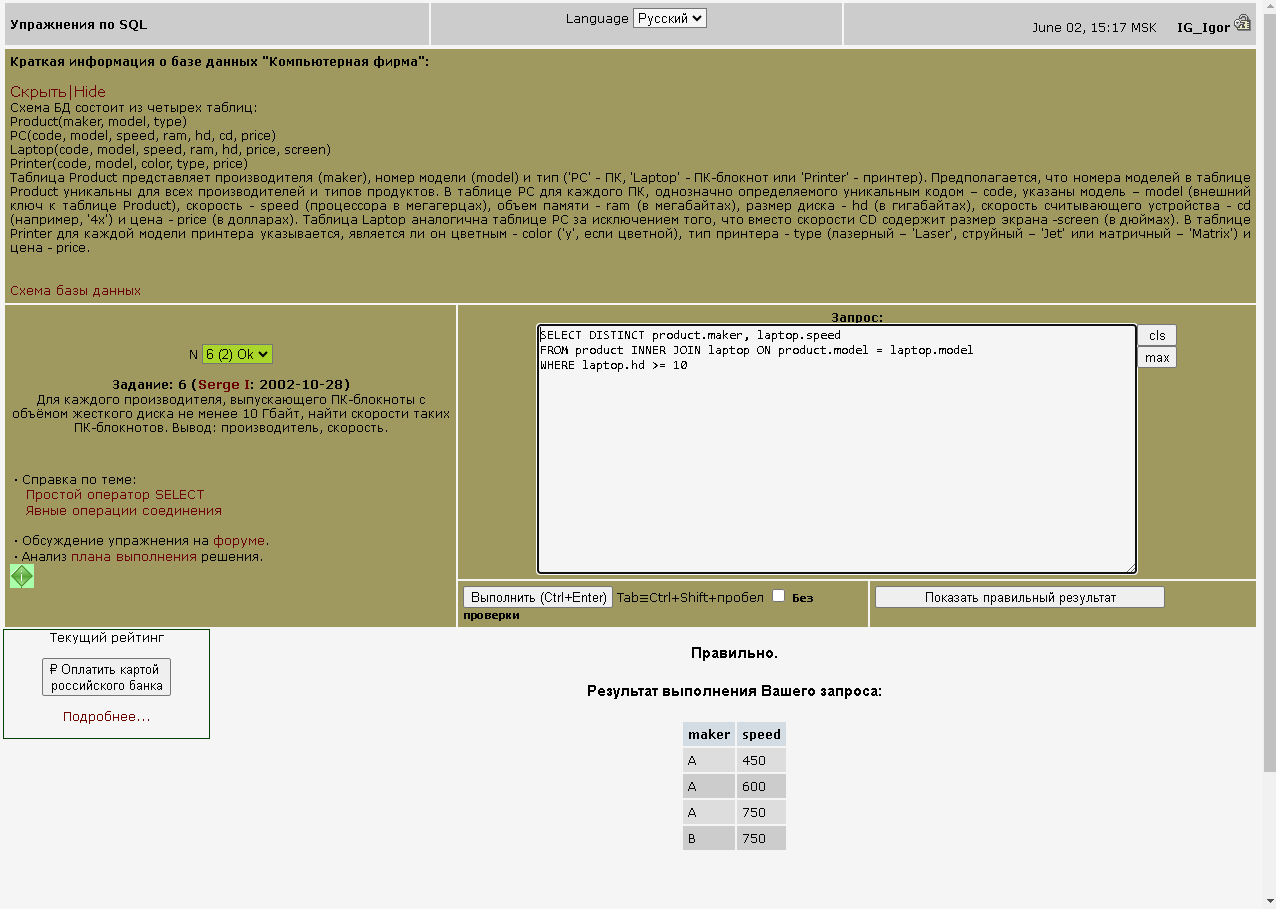 Упражнения по SQL
Language Русский
June 02, 15:17 MSK IG_Igor
Краткая информация о базе данных "Компьютерная фирма":
Скрыть|Hide
Схема БД состоит из четырех таблиц:
Product(maker, model, type)
PC(code, model, speed, ram, hd, cd, price)
Laptop(code, model, speed, ram, hd, price, screen)
Printer(code, model, color, type, price)
Таблица Product представляет производителя (maker), номер модели (model) и тип ('PC' - ПК, 'Laptop' - ПК-блокнот или 'Printer' - принтер). Предполагается, что номера моделей в таблице
Product уникальны для всех производителей и типов продуктов. В таблице PC для каждого ПК, однозначно определяемого уникальным кодом – code, указаны модель – model (внешний
ключ к таблице Product), скорость - speed (процессора в мегагерцах), объем памяти - ram (в мегабайтах), размер диска - hd (в гигабайтах), скорость считывающего устройства - cd
(например, '4x') и цена - price (в долларах). Таблица Laptop аналогична таблице PC за исключением того, что вместо скорости CD содержит размер экрана -screen (в дюймах). В таблице
Printer для каждой модели принтера указывается, является ли он цветным - color ('y', если цветной), тип принтера - type (лазерный – 'Laser', струйный – 'Jet' или матричный – 'Matrix') и
цена - price.
Схема базы данных
N 6 (2) Ok
Задание: 6 (Serge I: 2002-10-28)
Для каждого производителя, выпускающего ПК-блокноты c
объёмом жесткого диска не менее 10 Гбайт, найти скорости таких
ПК-блокнотов. Вывод: производитель, скорость.
· Справка по теме:
Простой оператор SELECT
Явные операции соединения
· Обсуждение упражнения на форуме.
· Анализ плана выполнения решения.
Запрос:
SELECT DISTINCT product.maker, laptop.speed
FROM product INNER JOIN laptop ON product.model = laptop.model
WHERE laptop.hd >= 10
cls
max
Выполнить (Ctrl+Enter) Tab≡Ctrl+Shift+пробел Без
проверки
Показать правильный результат
Текущий рейтинг
₽ Оплатить картой
российского банка
Подробнее...
Правильно.
Результат выполнения Вашего запроса:
maker speed
A 450
A 600
A 750
B 750